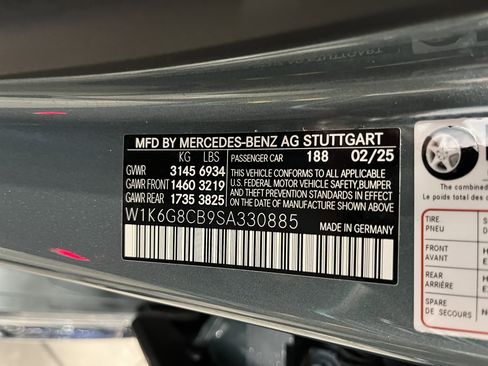 MFD BY MERCEDES-BENZ AG STUTTGART
KG LBS PASSENGER CAR 188 02/25
GVWR 3145 6934
GAWR FRONT 1460 3219
GAWR REAR 1735 3825
THIS VEHICLE CONFORMS TO ALL APPLICABLE
U.S. FEDERAL MOTOR VEHICLE SAFETY, BUMPER
AND THEFT PREVENTION STANDARDS IN EFFECT
ON THE DATE OF MANUFACTURE SHOWN ABOVE.
W1K6G8CB9SA330885
MADE IN GERMANY
The combined
Le poids total
TIRE
PNEU
FRONT
AVANT
REAR
ARRIÈRE
SPARE
DE SECOURS